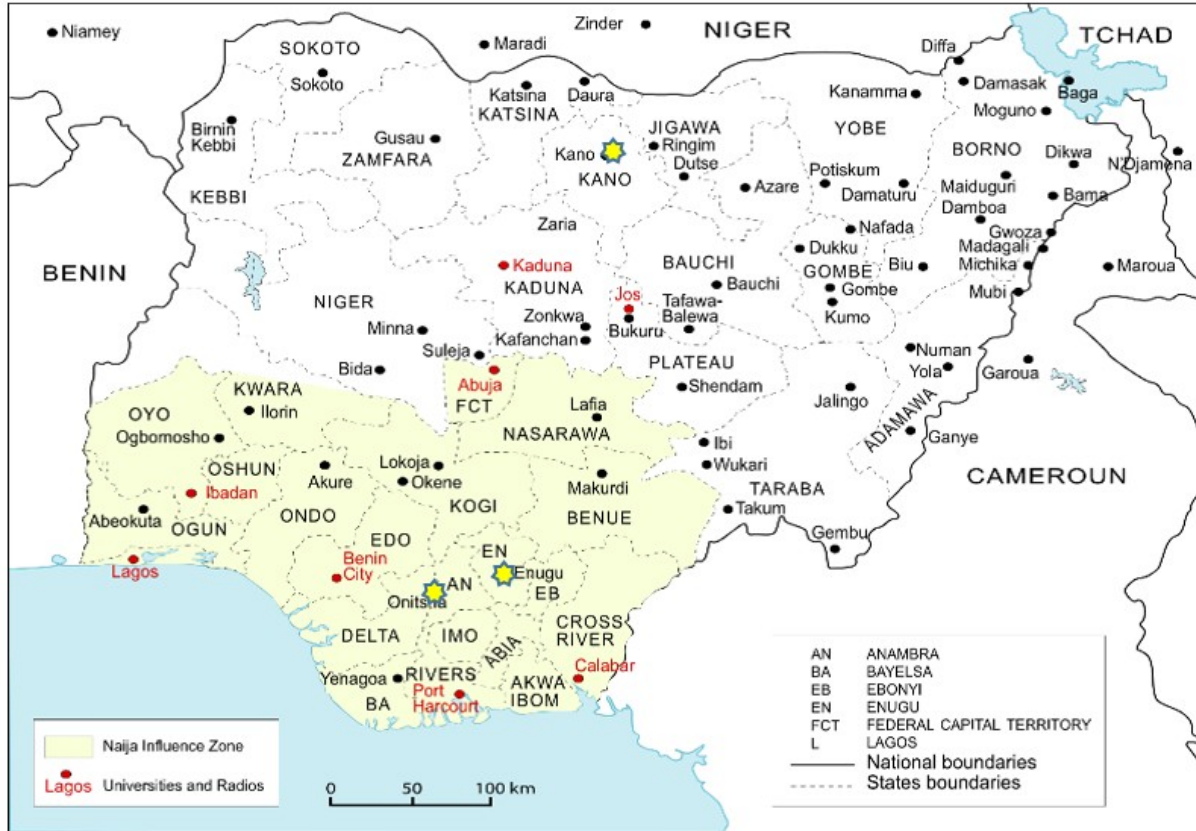 Niamey
Zinder
NIGER
TCHAD
Maradi
SOKOTO
Sokoto
Diffa
Katsina
KATSINA
Daura
Kanamma
Damasak
Baga
Moguno
Birnin
Kebbi
Gusau
ZAMFARA
JIGAWA
Ringim
Dutse
YOBE
Kano
KANO
BORNO
Dikwa
N'Djamena
KEBBI
Azare
Potiskum
Damaturu
Maiduguri
Damboa
Bama
Zaria
Nafada
Gwoza
Madagali
Michika
BENIN
Kaduna
KADUNA
BAUCHI
Bauchi
Dukku
GOMBE
Gombe
Kumo
Biu
Maroua
Mubi
NIGER
Jos
Bukuru
Tafawa-
Balewa
Minna
Zonkwa
Kafanchan
Suleja
Bida
PLATEAU
Shendam
Numan
Yola
Garoua
Abuja
FCT
KWARA
Ilorin
OYO
Ogbomosho
Lafia
NASARAWA
Jalingo
ADAMAWA
Ganye
OSHUN
Akure
Lokoja
Okene
Ibi
Wukari
CAMEROUN
Ibadan
KOGI
Makurdi
BENUE
TARABA
Takum
Abeokuta
OGUN
ONDO
Gembu
EDO
EN
Enugu
EB
Lagos
Benin
City
AN
Onitsha
DELTA
IMO
ABIA
CROSS
RIVER
Calabar
Yenagoa
BA
RIVERS
Port
Harcourt
AKWA
IBOM
AN ANAMBRA
BA BAYELSA
EB EBONYI
EN ENUGU
FCT FEDERAL CAPITAL TERRITORY
L LAGOS
National boundaries
States boundaries
Naija Influence Zone
Lagos Universities and Radios
0 50 100 km